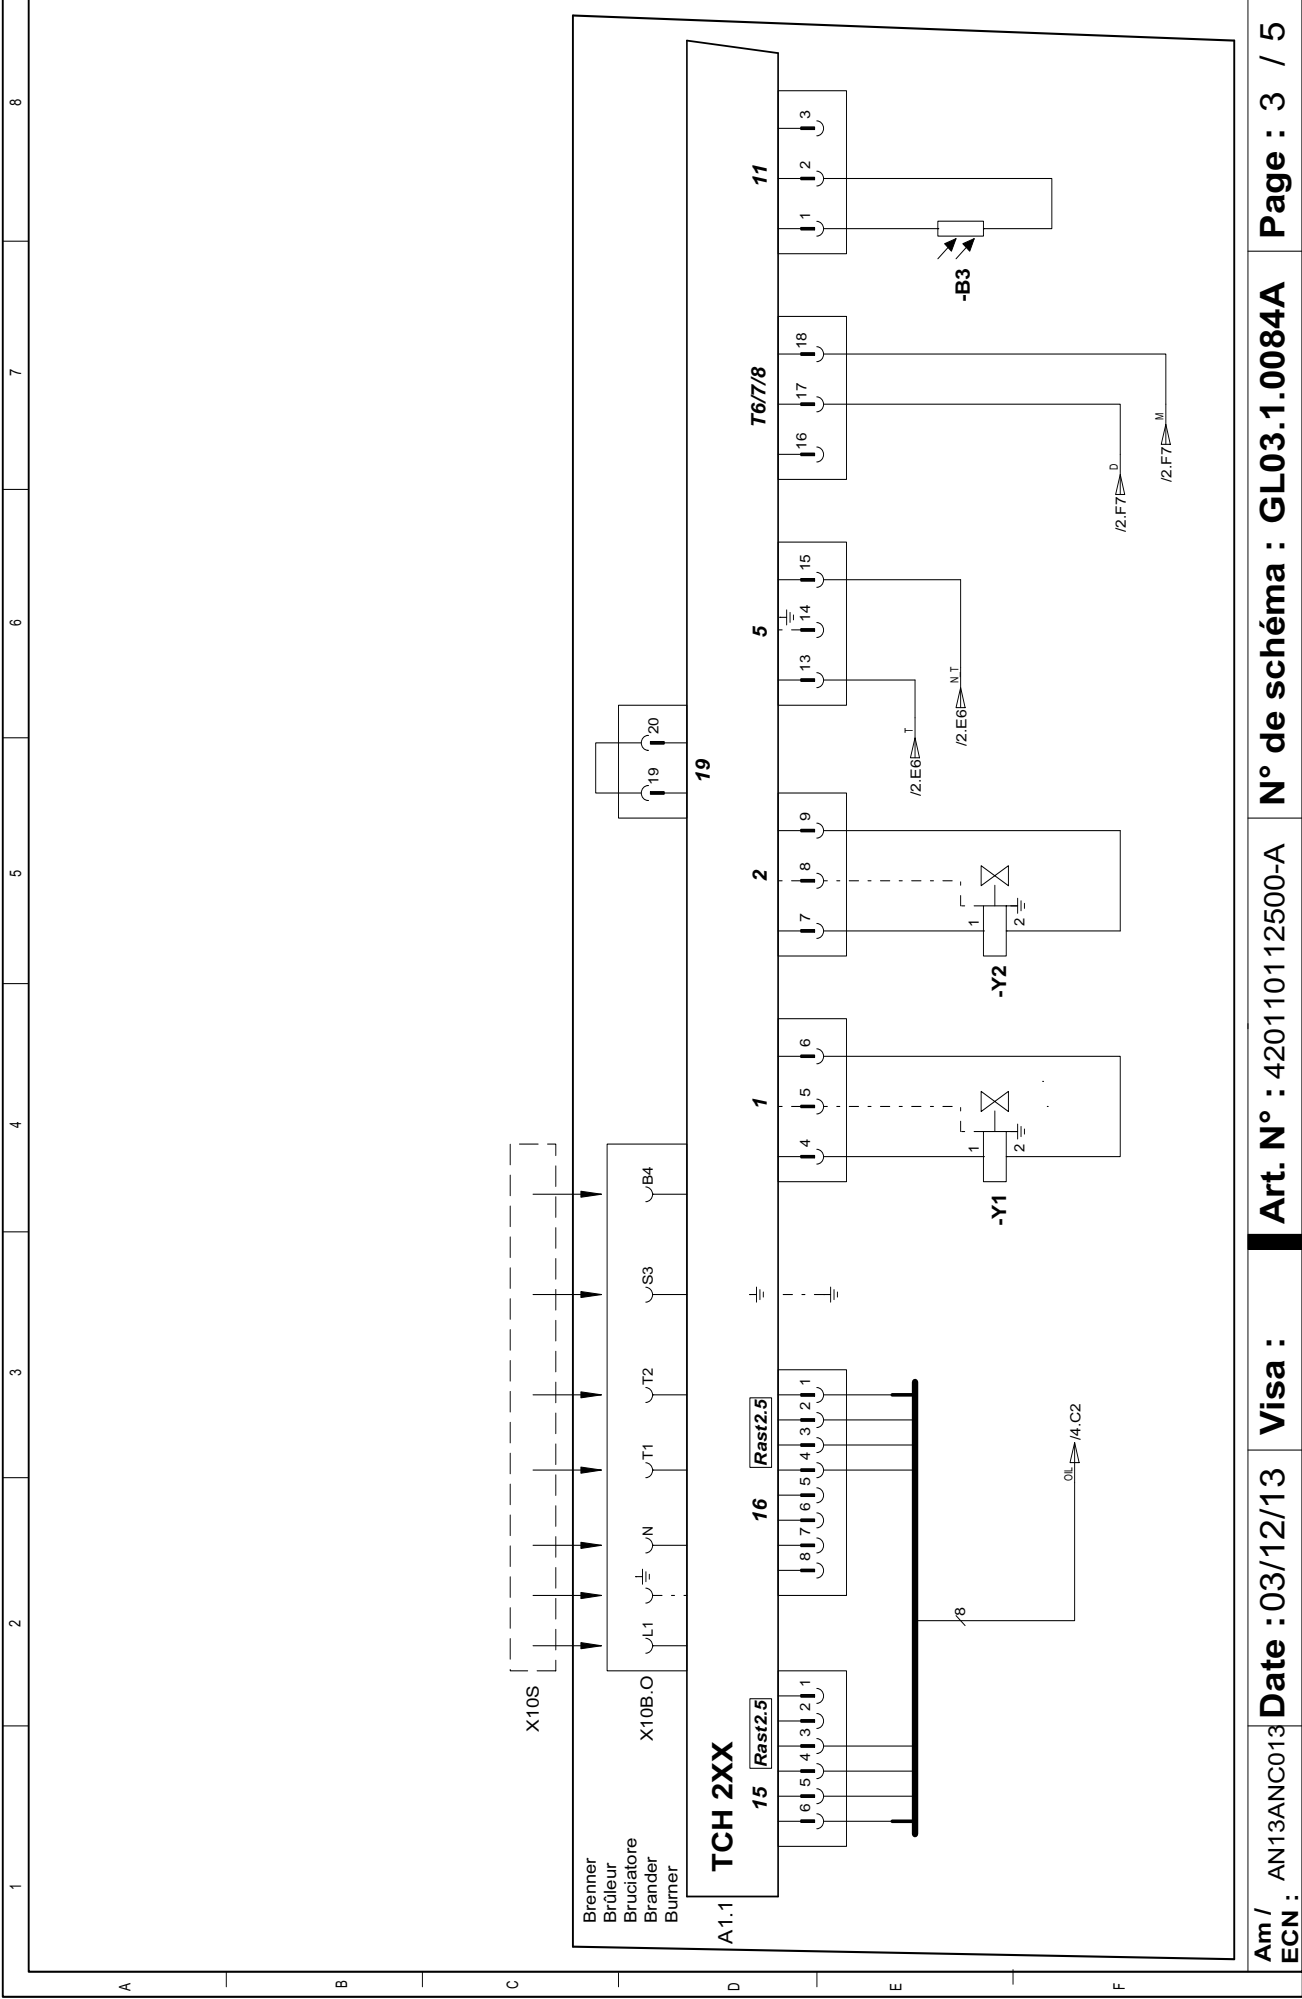 1 2 3 4 5 6 7 8
A
B
C
D
E
F
X10S
X10B.O
L1 N T1 T2 S3 B4
Brenner
Brûleur
Bruciatore
Brander
Burner
A1.1
TCH 2XX
19 20
19
15 Rast2.5
16 Rast2.5
1
2
5
T6/7/8
11
6 5 4 3 2 1
8 7 6 5 4 3 2 1
4 5 6
7 8 9
13 14 15
16 17 18
1 2 3
/2.E6 T
/2.E6 N T
/2.F7 D
/2.F7 M
-Y1
1
2
-Y2
1
2
-B3
8
OIL /4.C2
Am /
ECN : AN13ANC013
Date : 03/12/13
Visa :
Art. N° : 420110112500-A
N° de schéma : GL03.1.0084A
Page : 3 / 5